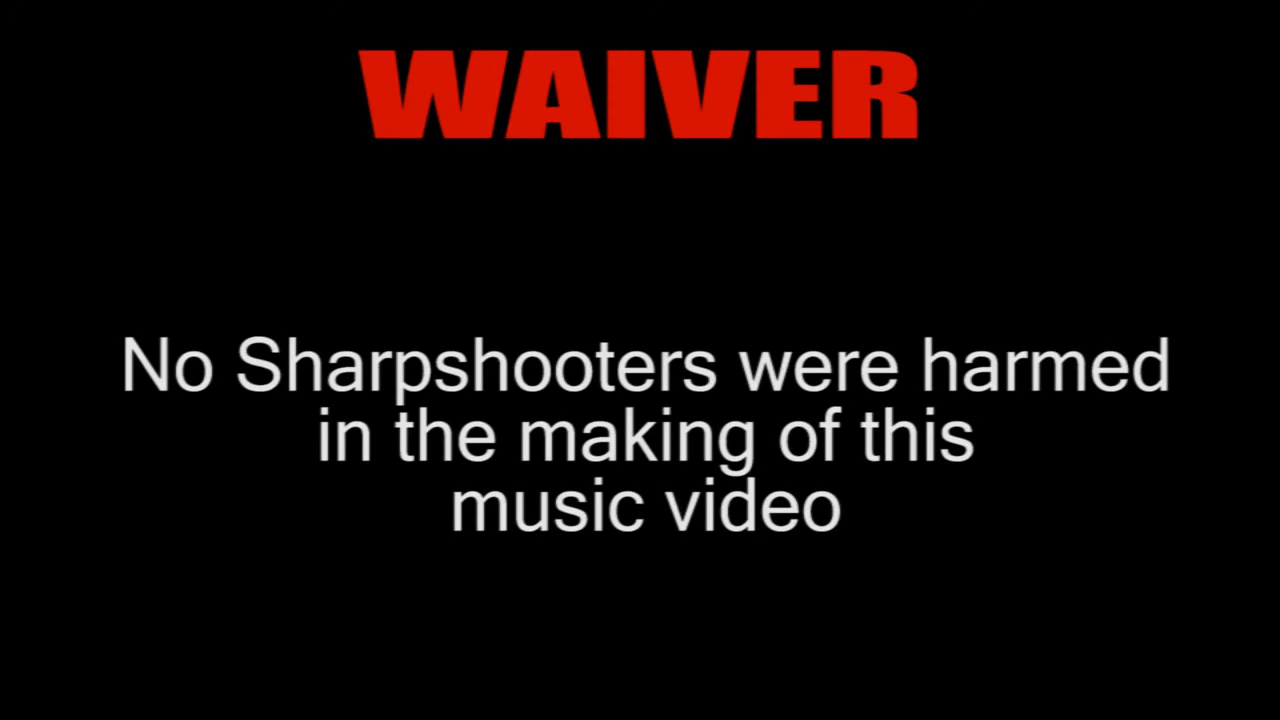 WAIVER
No Sharpshooters were harmed
in the making of this
music video